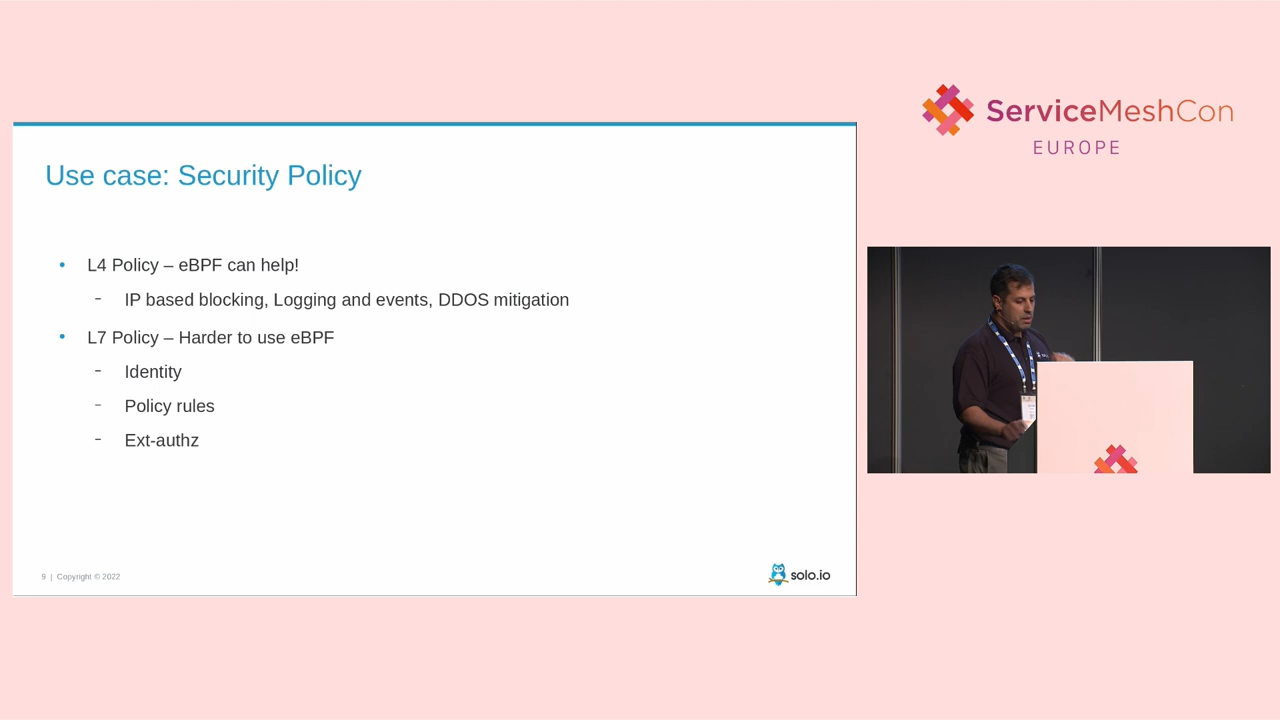 ServiceMeshCon
EUROPE
Use case: Security Policy
• L4 Policy – eBPF can help!
- IP based blocking, Logging and events, DDOS mitigation
• L7 Policy – Harder to use eBPF
- Identity
- Policy rules
- Ext-authz
9 | Copyright © 2022
solo.io